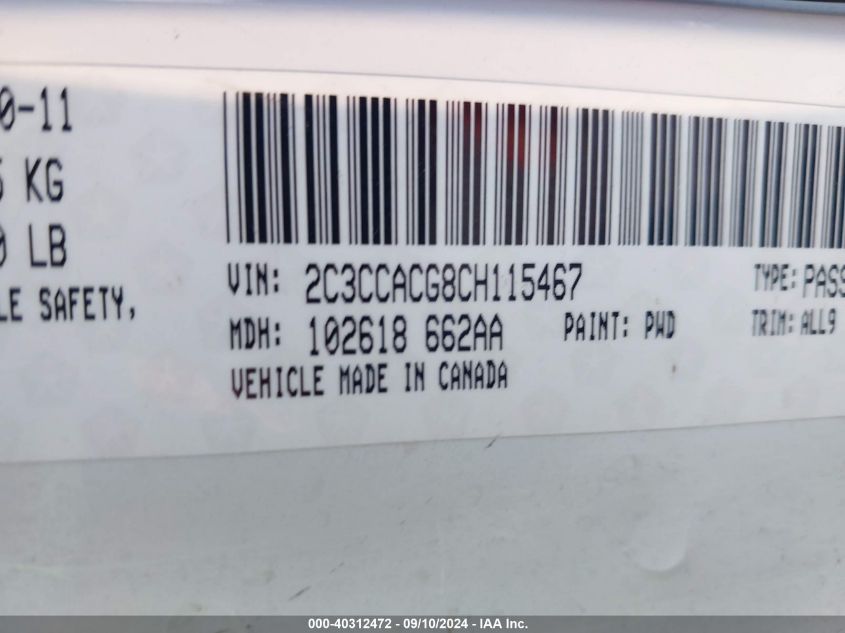 0-11
KG
LB
VIN: 2C3CCACG8CH115467 TYPE: PASS
LE SAFETY,
MDH: 102618 662AA PAINT: PWD TRIM: ALL9
VEHICLE MADE IN CANADA
000-40312472 - 09/10/2024 - IAA Inc.